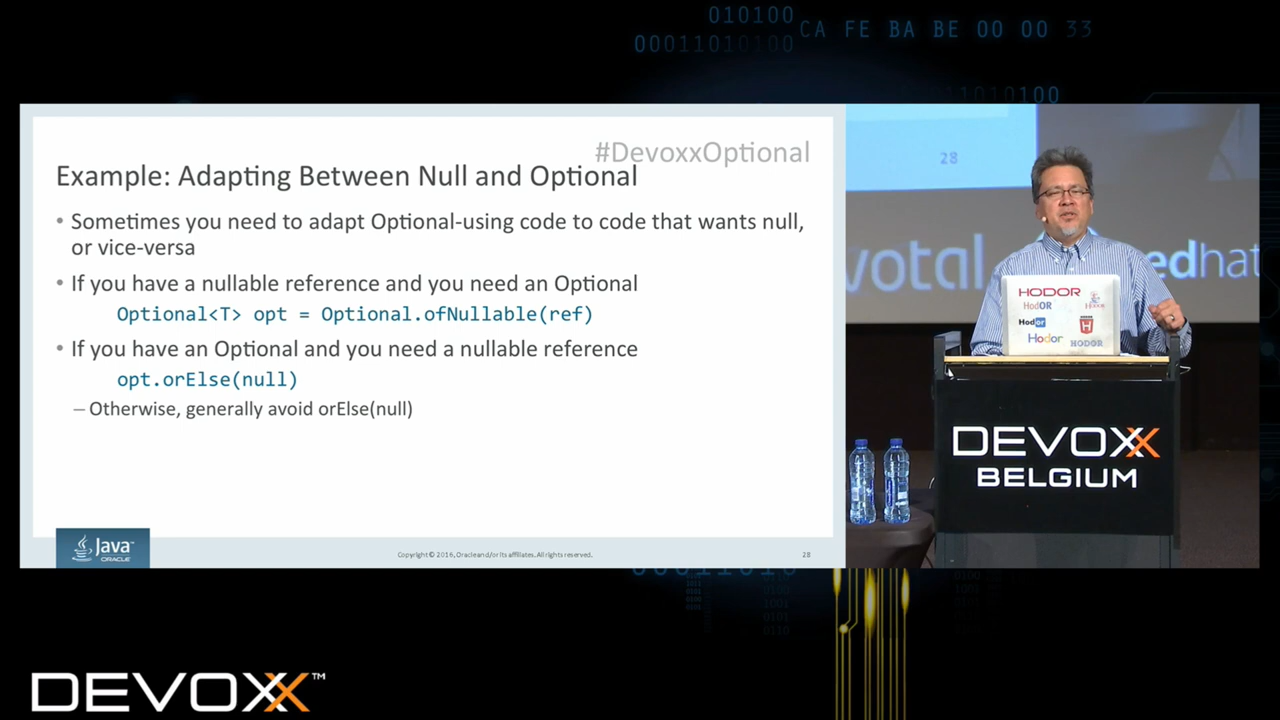 010100
00011010100
CA FE BA BE 00 00 33
1010100
#DevoxxOptional
Example: Adapting Between Null and Optional
• Sometimes you need to adapt Optional-using code to code that wants null,
or vice-versa
• If you have a nullable reference and you need an Optional
Optional<T> opt = Optional.ofNullable(ref)
• If you have an Optional and you need a nullable reference
opt.orElse(null)
– Otherwise, generally avoid orElse(null)
Java™
ORACLE
Copyright © 2016, Oracle and/or its affiliates. All rights reserved.
28
28
votal
edhat
HODOR
HodOR
Hodor
Hodor
HODOR
DEVOXX
BELGIUM
DEVOXX™